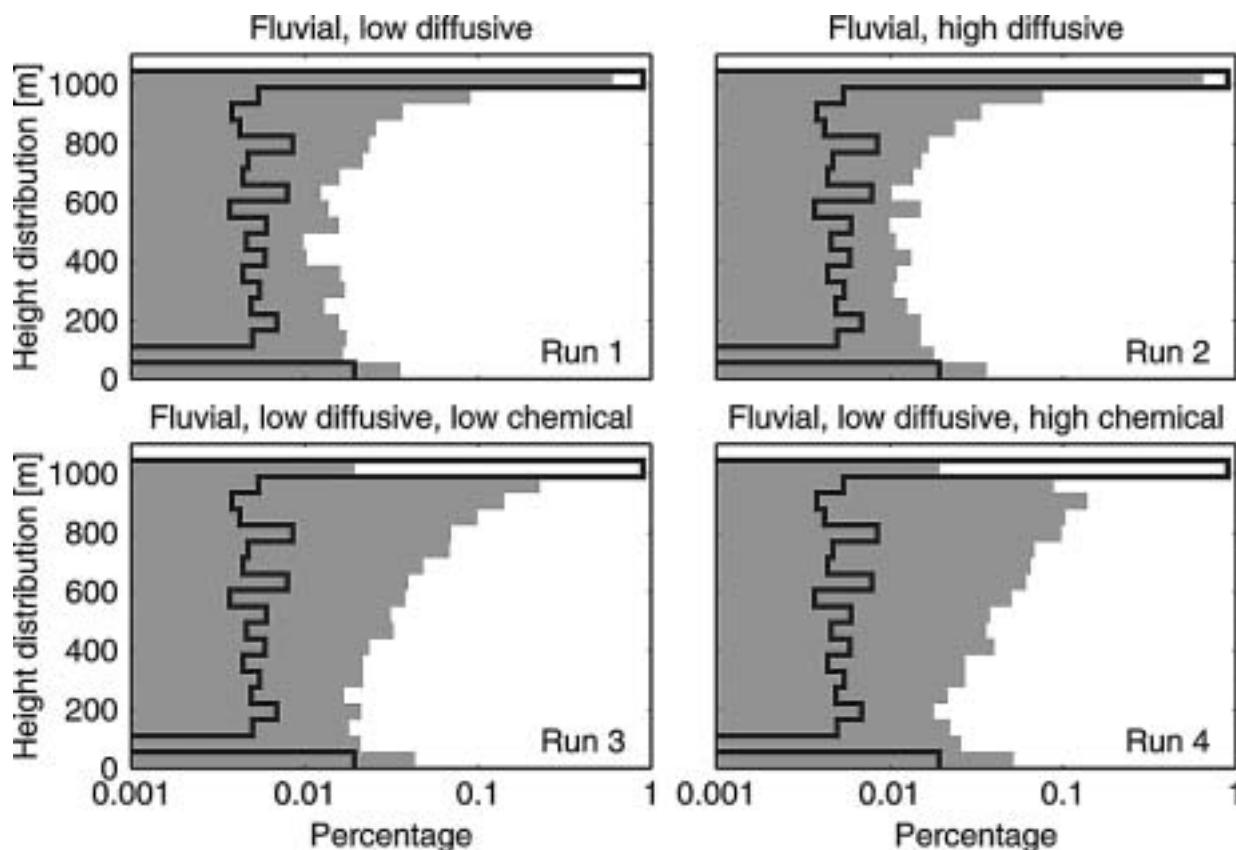 Fluvial, low diffusive
Fluvial, high diffusive
Height distribution [m]
1000
800
600
400
200
0
Run 1
Run 2
Fluvial, low diffusive, low chemical
Fluvial, low diffusive, high chemical
Height distribution [m]
1000
800
600
400
200
0
Run 3
Run 4
0.001
0.01
0.1
1
0.001
0.01
0.1
1
Percentage
Percentage